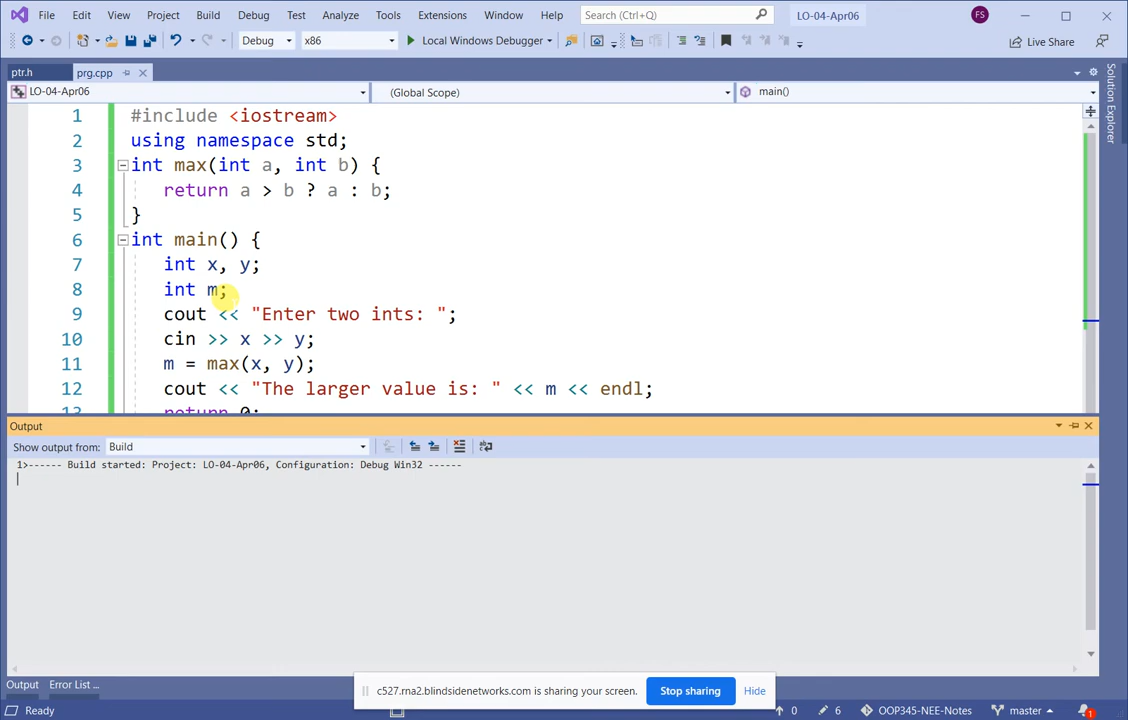 File Edit View Project Build Debug Test Analyze Tools Extensions Window Help Search (Ctrl+Q) LO-04-Apr06 FS
Debug x86 Local Windows Debugger Live Share
ptr.h prg.cpp
LO-04-Apr06 (Global Scope) main()
Solution Explorer
1 #include <iostream>
2 using namespace std;
3 int max(int a, int b) {
4 return a > b ? a : b;
5 }
6 int main() {
7 int x, y;
8 int m;
9 cout << "Enter two ints: ";
10 cin >> x >> y;
11 m = max(x, y);
12 cout << "The larger value is: " << m << endl;
13 return 0;
Output
Show output from: Build
1>------ Build started: Project: LO-04-Apr06, Configuration: Debug Win32 ------
Output Error List ...
c527.rna2.blindsidenetworks.com is sharing your screen. Stop sharing Hide
Ready 0 6 OOP345-NEE-Notes master 1